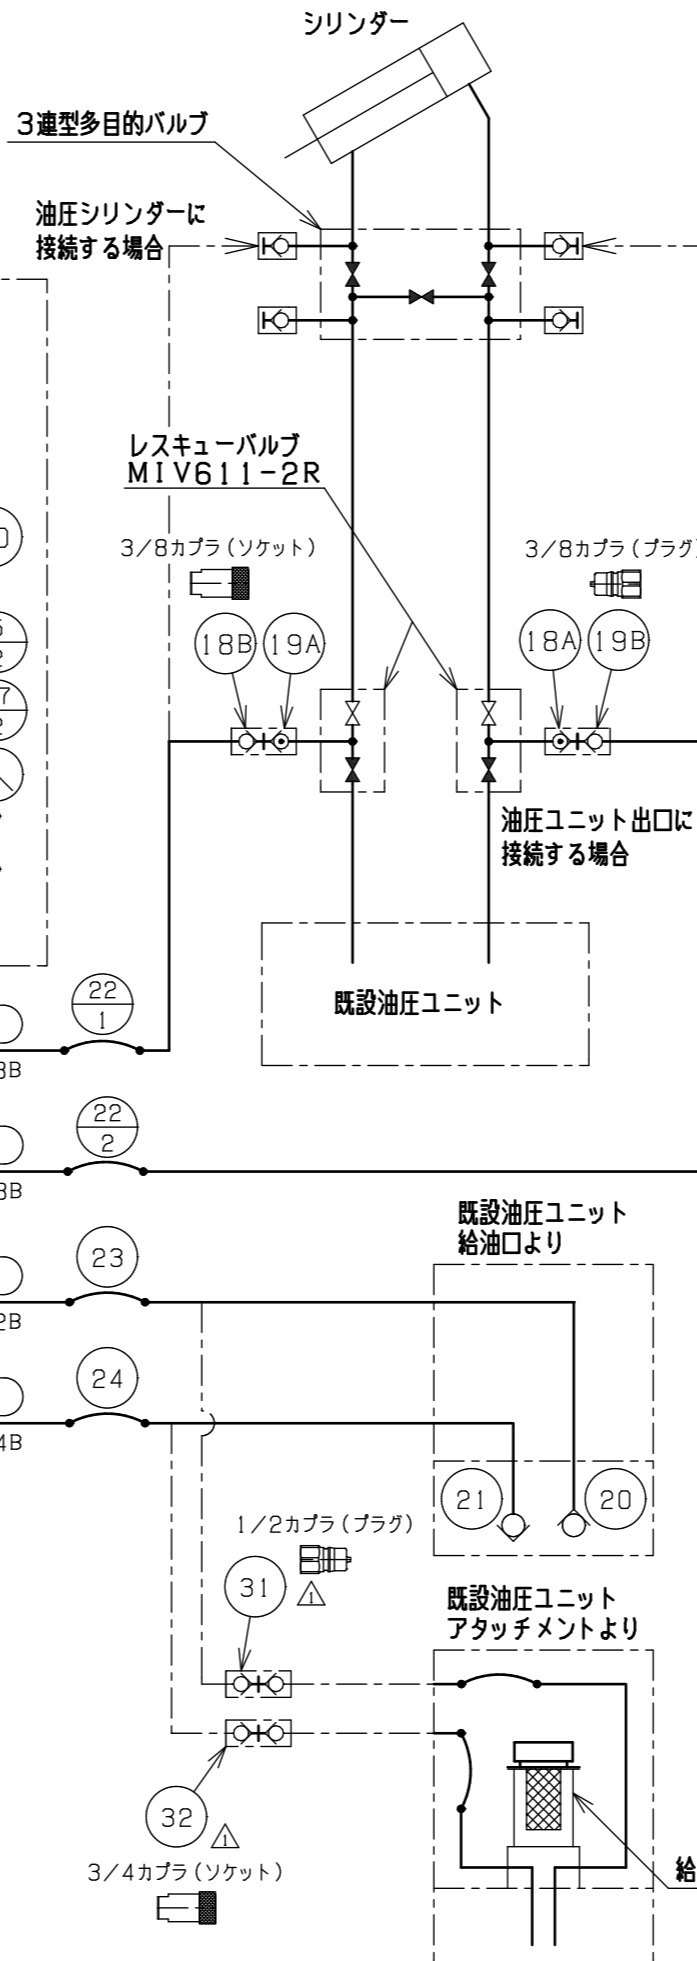 シリンダー
3連型多目的バルブ
油圧シリンダーに
接続する場合
レスキューバルブ
MIV611-2R
3/8カプラ(ソケット)
3/8カプラ(プラグ)
18B
19A
18A
19B
油圧ユニット出口に
接続する場合
既設油圧ユニット
22
1
3B
22
2
3B
既設油圧ユニット
給油口より
23
2B
24
4B
21
20
1/2カプラ(プラグ)
31
1
既設油圧ユニット
アタッチメントより
32
1
3/4カプラ(ソケット)
給